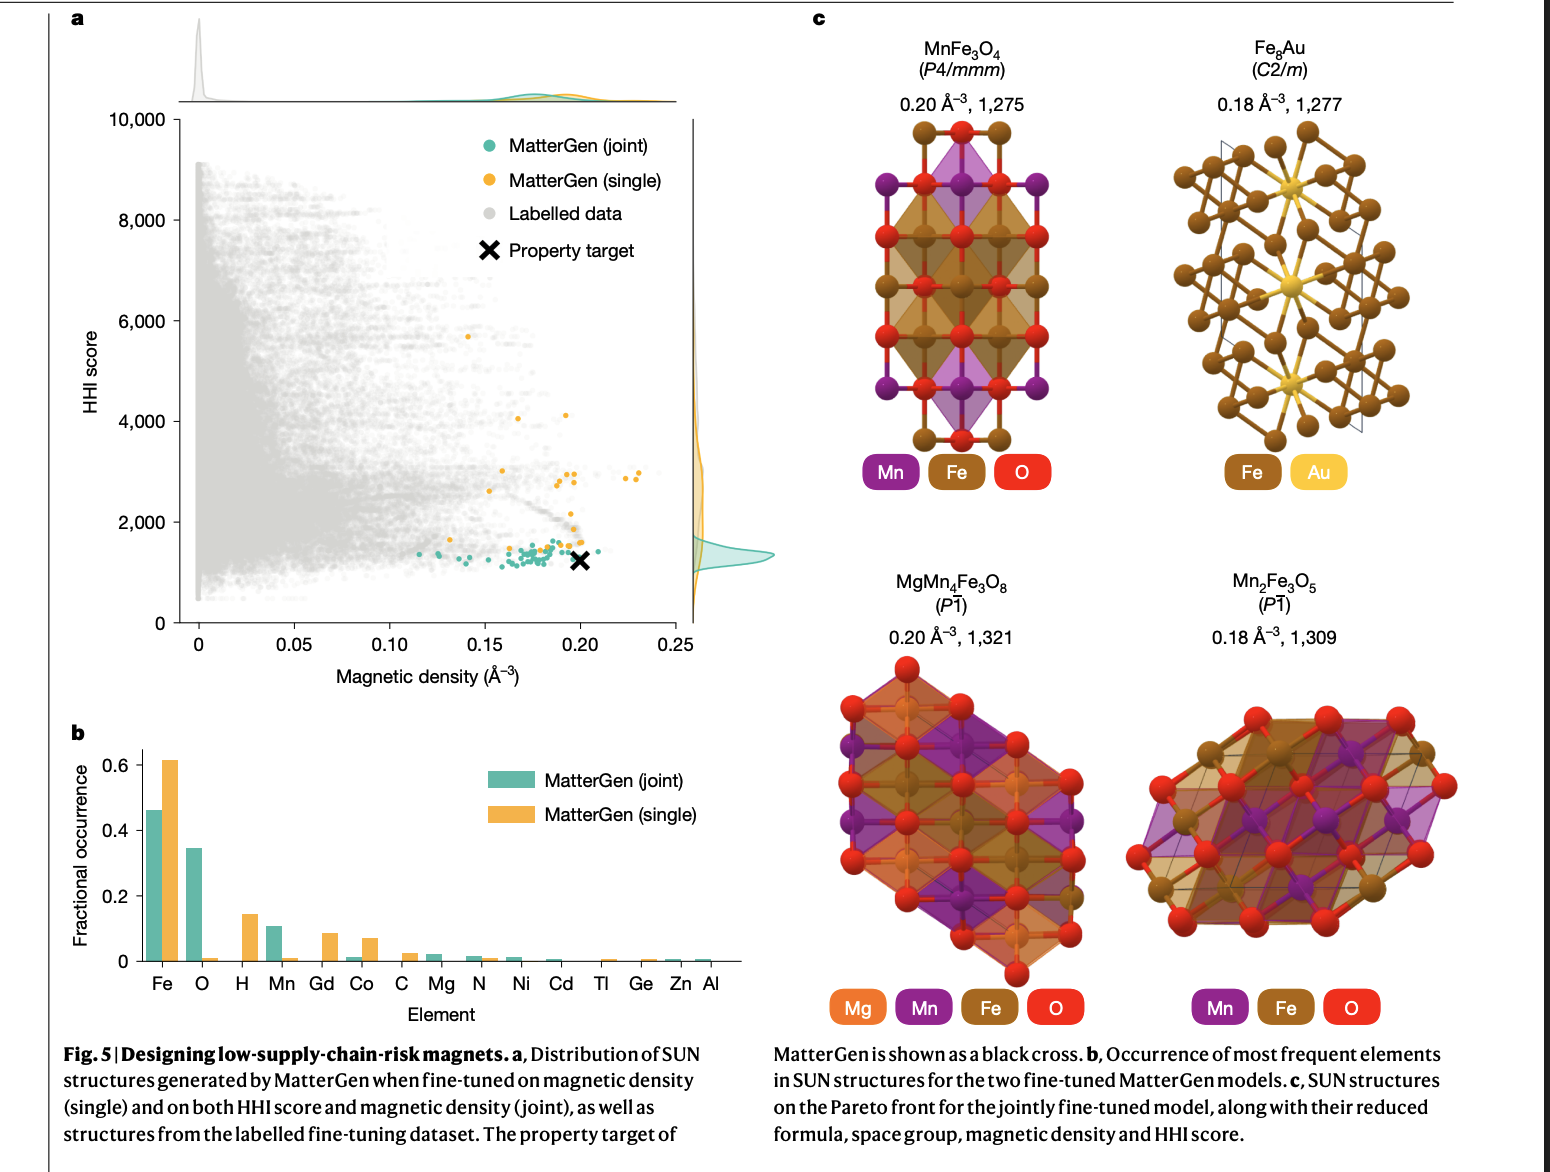 a
10,000
8,000
6,000
4,000
2,000
0
HHI score
MatterGen (joint)
MatterGen (single)
Labelled data
Property target
0 0.05 0.10 0.15 0.20 0.25
Magnetic density (Å⁻³)
b
0.6
0.4
0.2
0
Fractional occurrence
MatterGen (joint)
MatterGen (single)
Fe O H Mn Gd Co C Mg N Ni Cd Tl Ge Zn Al
Element
c
MnFe₃O₄
(P4/mmm)
0.20 Å⁻³, 1,275
Mn Fe O
Fe₈Au
(C2/m)
0.18 Å⁻³, 1,277
Fe Au
MgMn₄Fe₃O₈
(P1̅)
0.20 Å⁻³, 1,321
Mg Mn Fe O
Mn₂Fe₃O₅
(P1̅)
0.18 Å⁻³, 1,309
Mn Fe O
Fig. 5 | Designing low-supply-chain-risk magnets. a, Distribution of SUN
structures generated by MatterGen when fine-tuned on magnetic density
(single) and on both HHI score and magnetic density (joint), as well as
structures from the labelled fine-tuning dataset. The property target of
MatterGen is shown as a black cross. b, Occurrence of most frequent elements
in SUN structures for the two fine-tuned MatterGen models. c, SUN structures
on the Pareto front for the jointly fine-tuned model, along with their reduced
formula, space group, magnetic density and HHI score.